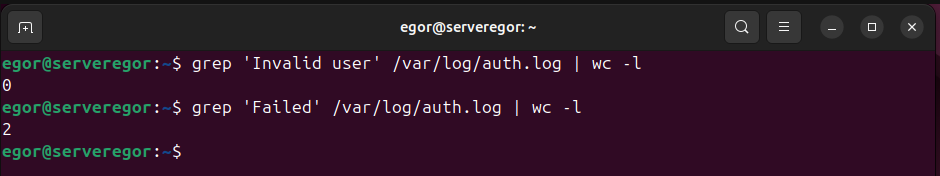 egor@serveregor: ~
egor@serveregor:~$ grep 'Invalid user' /var/log/auth.log | wc -l
0
egor@serveregor:~$ grep 'Failed' /var/log/auth.log | wc -l
2
egor@serveregor:~$